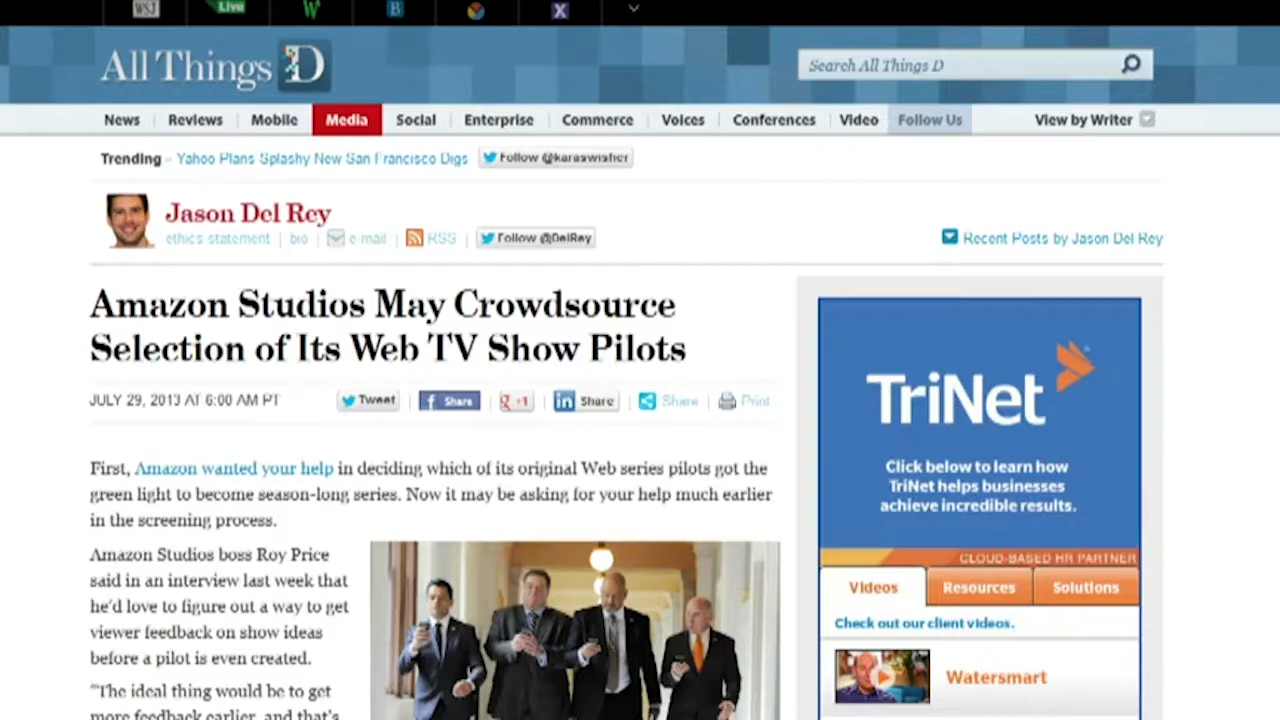 WSJ Live W B X
All Things D
Search All Things D
News Reviews Mobile Media Social Enterprise Commerce Voices Conferences Video Follow Us View by Writer
Trending - Yahoo Plans Splashy New San Francisco Digs Follow @karaswisher
Jason Del Rey
ethics statement | bio | e-mail | RSS | Follow @DelRey
Recent Posts by Jason Del Rey
Amazon Studios May Crowdsource
Selection of Its Web TV Show Pilots
JULY 29, 2013 AT 6:00 AM PT Tweet | f Share | g +1 | in Share | Share | Print
First, Amazon wanted your help in deciding which of its original Web series pilots got the
green light to become season-long series. Now it may be asking for your help much earlier
in the screening process.
Amazon Studios boss Roy Price
said in an interview last week that
he'd love to figure out a way to get
viewer feedback on show ideas
before a pilot is even created.
"The ideal thing would be to get
more feedback earlier, and that's
TriNet
Click below to learn how
TriNet helps businesses
achieve incredible results.
CLOUD-BASED HR PARTNER
Videos Resources Solutions
Check out our client videos.
Watersmart